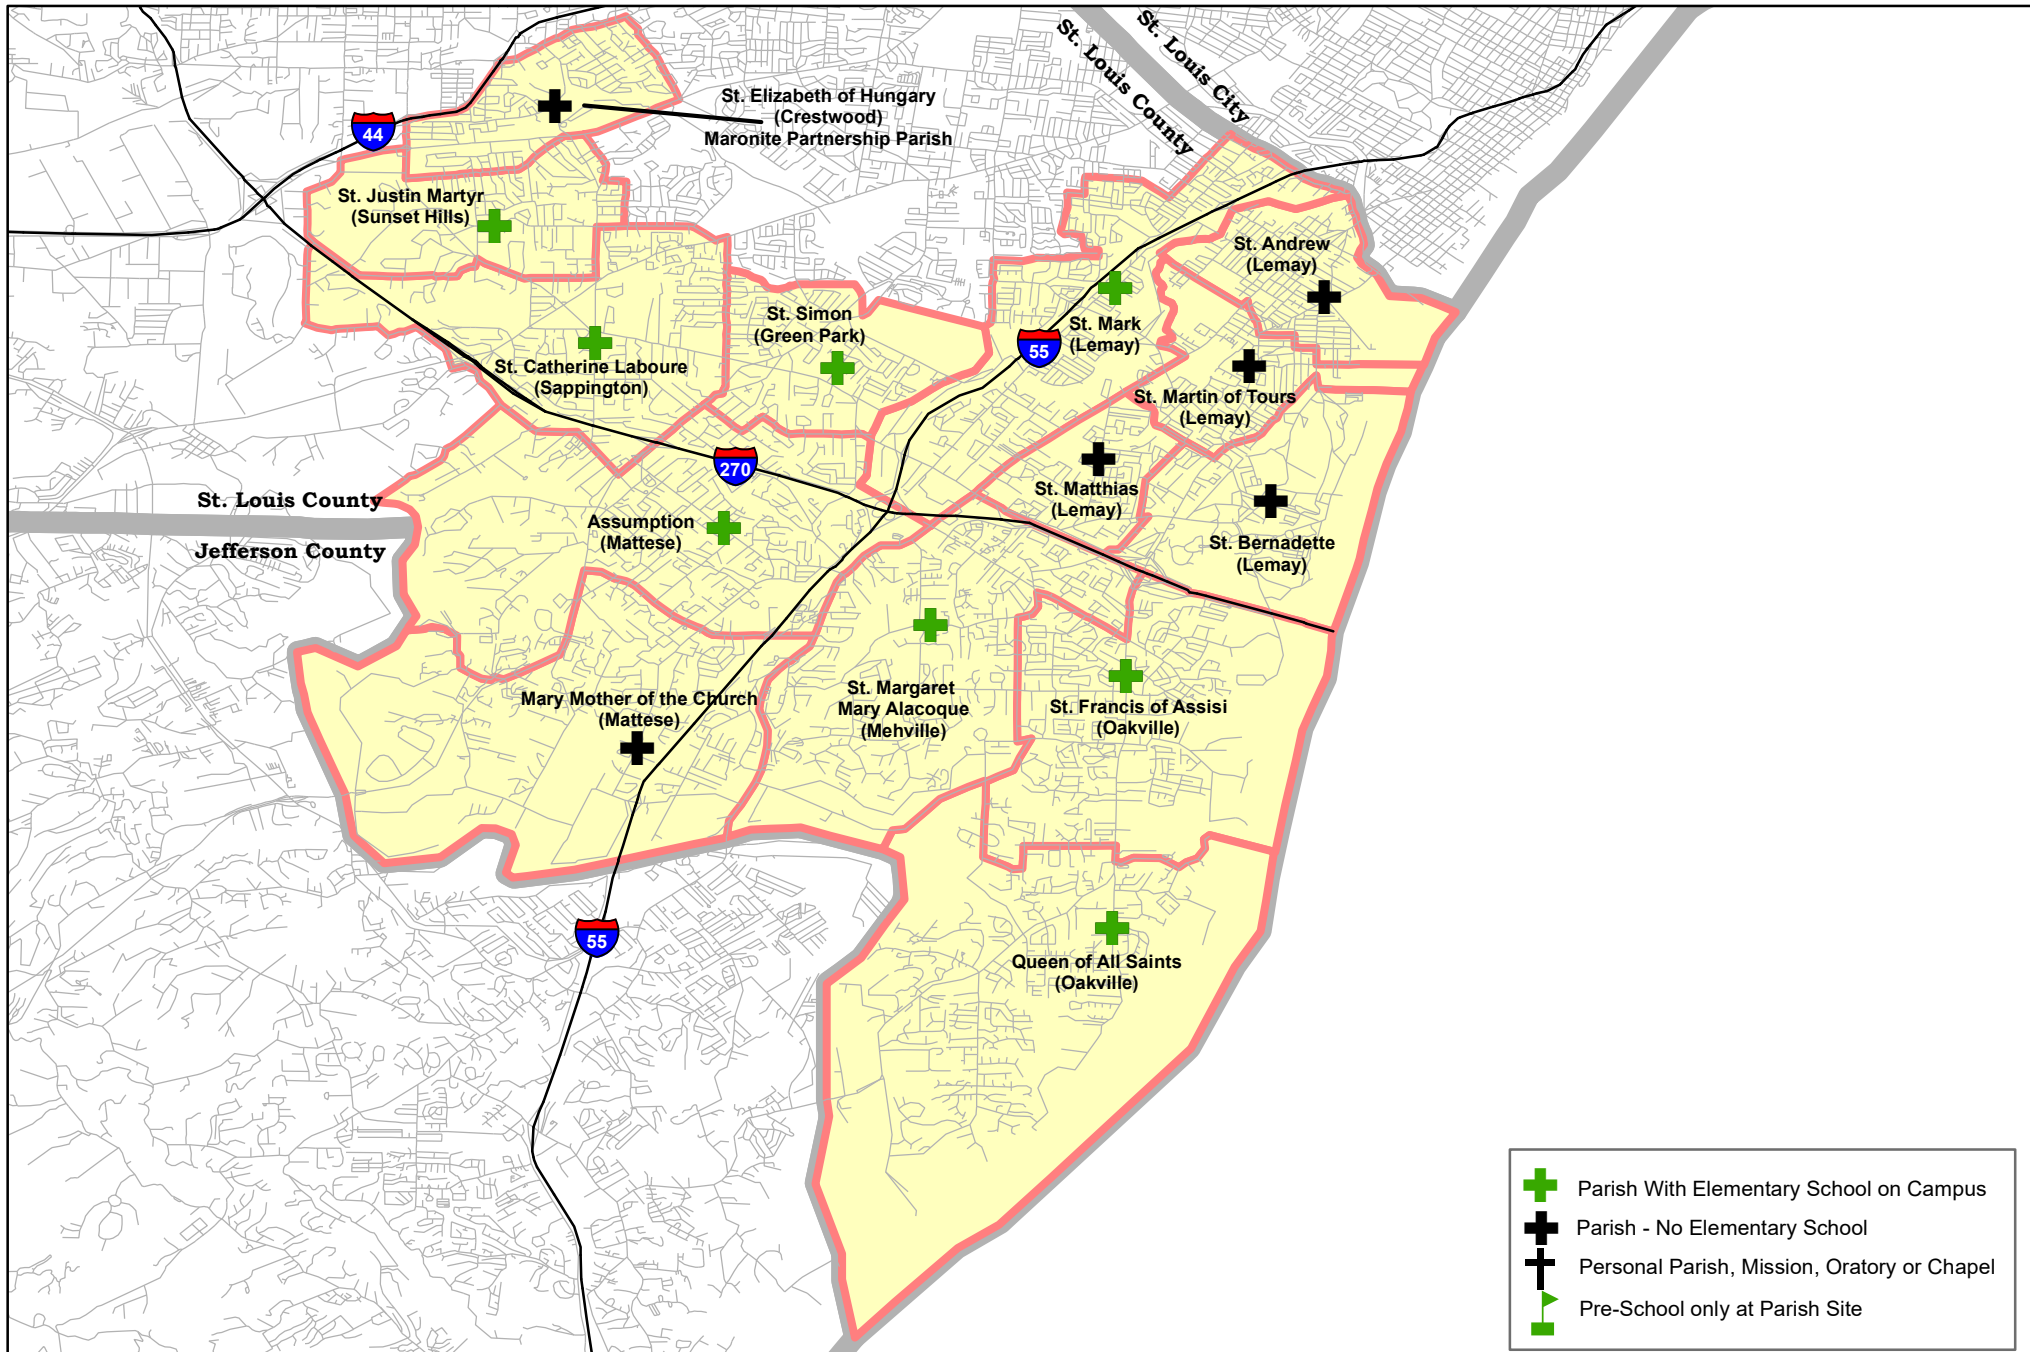 St. Louis City
St. Louis County
St. Elizabeth of Hungary
(Crestwood)
Maronite Partnership Parish
44
St. Justin Martyr
(Sunset Hills)
St. Andrew
(Lemay)
St. Simon
(Green Park)
St. Mark
(Lemay)
55
St. Catherine Laboure
(Sappington)
St. Martin of Tours
(Lemay)
270
St. Matthias
(Lemay)
St. Louis County
Jefferson County
Assumption
(Mattese)
St. Bernadette
(Lemay)
Mary Mother of the Church
(Mattese)
St. Margaret
Mary Alacoque
(Mehville)
St. Francis of Assisi
(Oakville)
55
Queen of All Saints
(Oakville)
Parish With Elementary School on Campus
Parish - No Elementary School
Personal Parish, Mission, Oratory or Chapel
Pre-School only at Parish Site